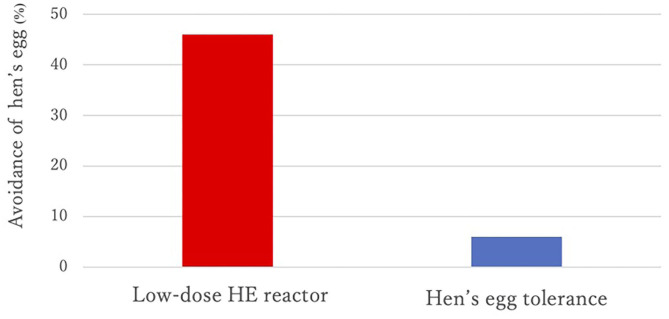 Avoidance of hen’s egg (%)
50
40
30
20
10
0
Low-dose HE reactor
Hen’s egg tolerance